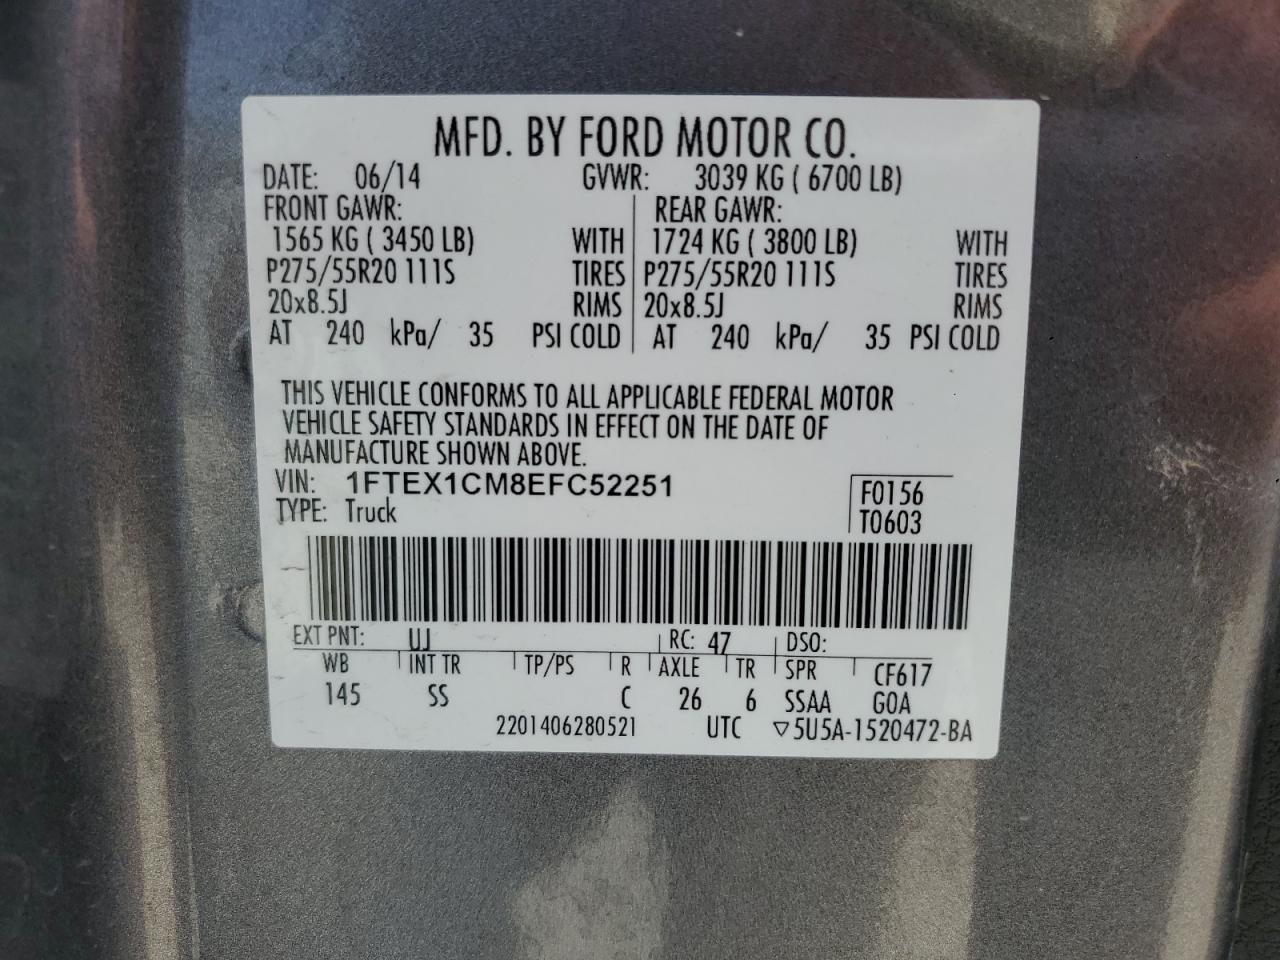 MFD. BY FORD MOTOR CO.
DATE: 06/14 GVWR: 3039 KG ( 6700 LB)
FRONT GAWR: REAR GAWR:
1565 KG ( 3450 LB) WITH 1724 KG ( 3800 LB) WITH
P275/55R20 111S TIRES P275/55R20 111S TIRES
20x8.5J RIMS 20x8.5J RIMS
AT 240 kPa/ 35 PSI COLD AT 240 kPa/ 35 PSI COLD
THIS VEHICLE CONFORMS TO ALL APPLICABLE FEDERAL MOTOR
VEHICLE SAFETY STANDARDS IN EFFECT ON THE DATE OF
MANUFACTURE SHOWN ABOVE.
VIN: 1FTEX1CM8EFC52251 F0156
TYPE: Truck T0603
EXT PNT: UJ RC: 47 DSO:
WB INT TR TP/PS R AXLE TR SPR CF617
145 SS C 26 6 SSAA GOA
2201406280521 UTC ▽5U5A-1520472-BA